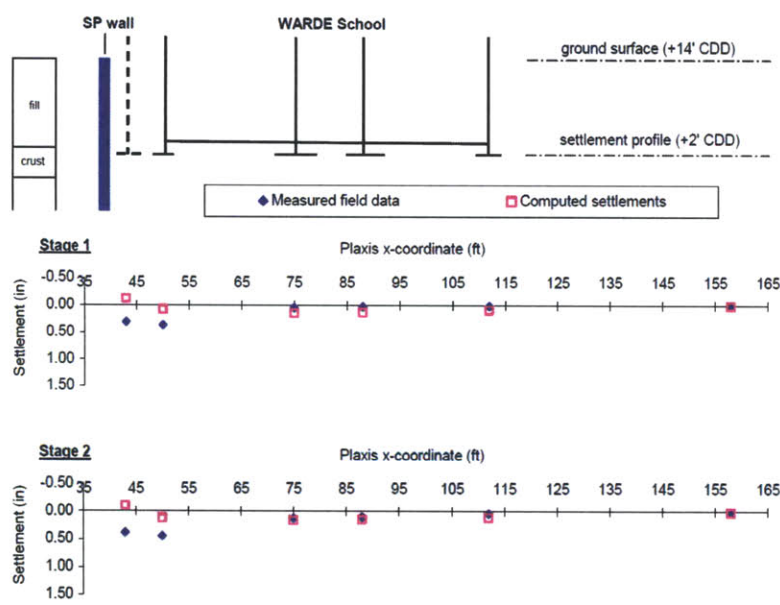 SP wall
WARDE School
ground surface (+14' CDD)
fill
settlement profile (+2' CDD)
crust
Measured field data
Computed settlements
Stage 1
Plaxis x-coordinate (ft)
-0.50
35 45 55 65 75 85 95 105 115 125 135 145 155 165
0.00
0.50
1.00
1.50
Settlement (in)
Stage 2
Plaxis x-coordinate (ft)
-0.50
35 45 55 65 75 85 95 105 115 125 135 145 155 165
0.00
0.50
1.00
1.50
Settlement (in)